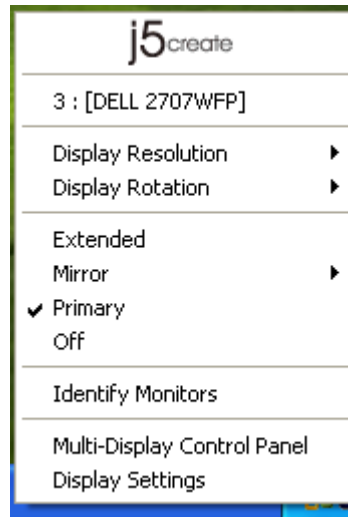 j5create
3 : [DELL 2707WFP]
Display Resolution
Display Rotation
Extended
Mirror
Primary
Off
Identify Monitors
Multi-Display Control Panel
Display Settings